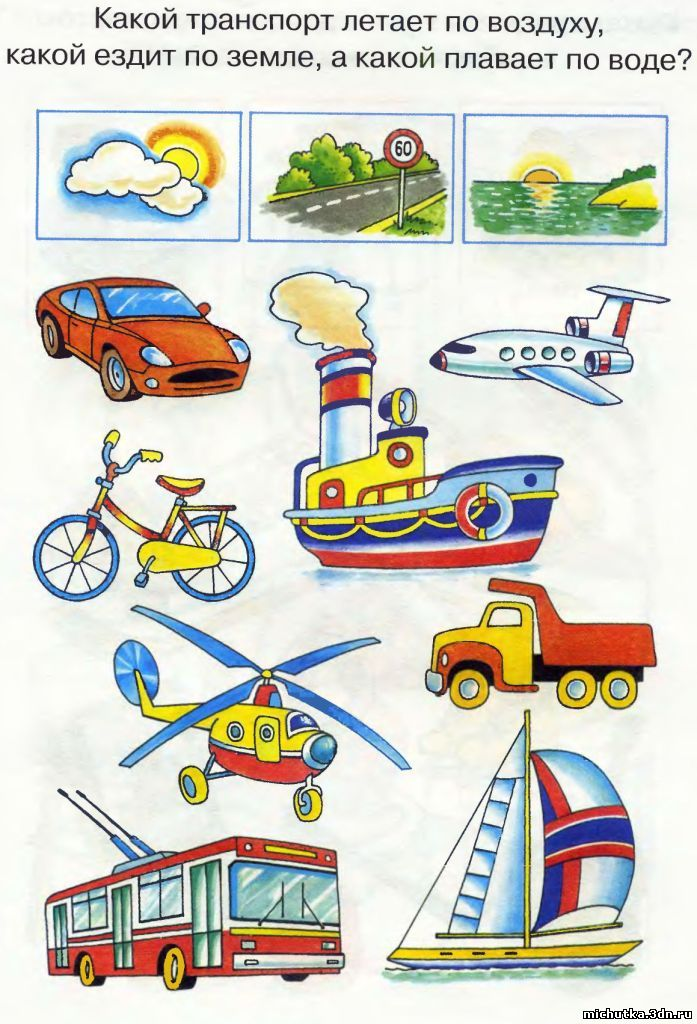 Какой транспорт летает по воздуху,
какой ездит по земле, а какой плавает по воде?
60
michutka.3dn.ru